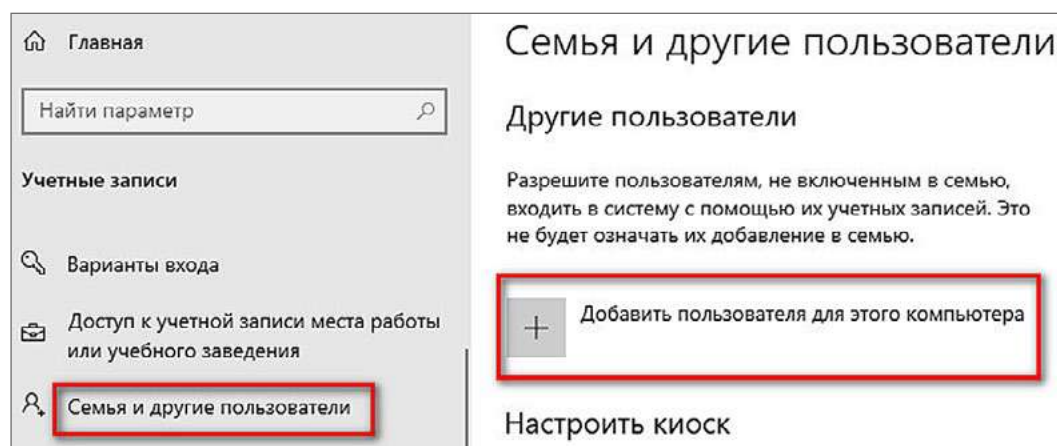 Главная
Найти параметр
Учетные записи
Варианты входа
Доступ к учетной записи места работы
или учебного заведения
Семья и другие пользователи
Семья и другие пользователи
Другие пользователи
Разрешите пользователям, не включенным в семью,
входить в систему с помощью их учетных записей. Это
не будет означать их добавление в семью.
Добавить пользователя для этого компьютера
Настроить киоск